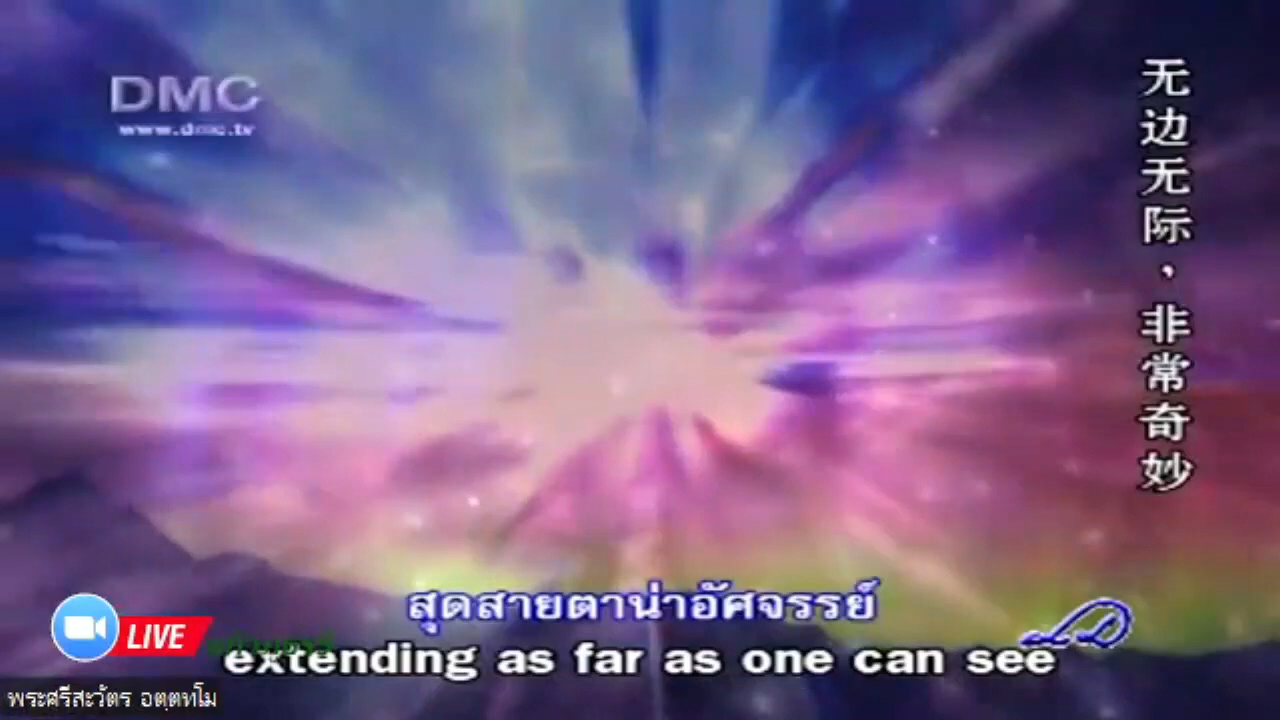 DMC
www.dmc.tv
无边无际，非常奇妙
สุดสายตาน่าอัศจรรย์
LIVE
extending as far as one can see
พระศรีสะวัตร อตฺตทโม